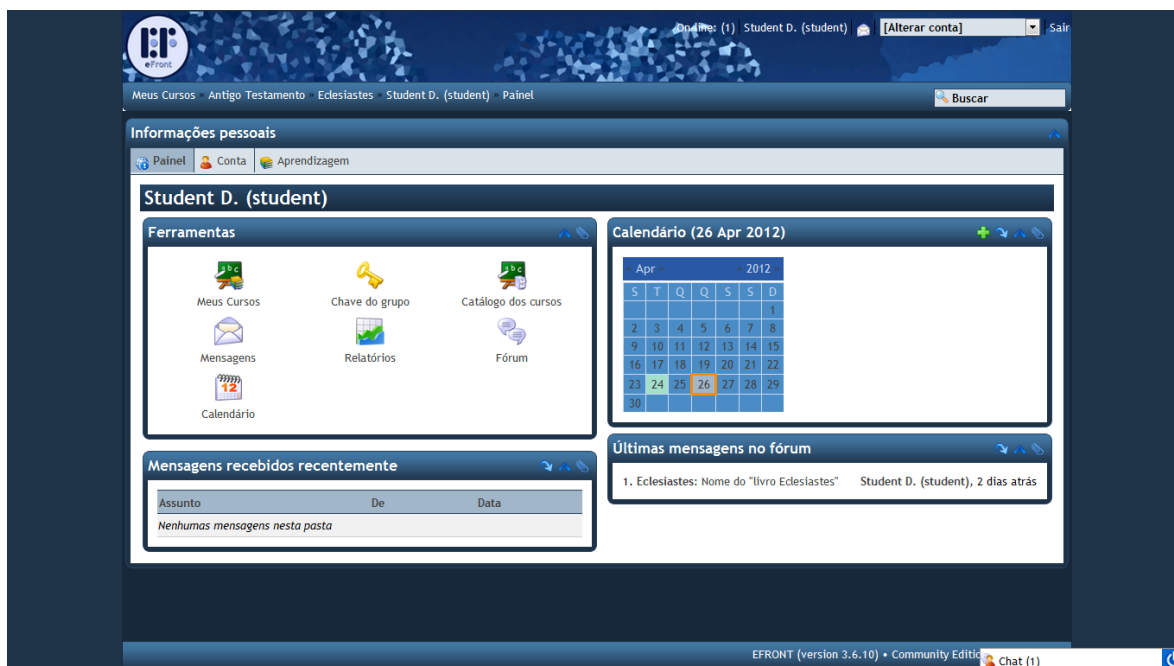 On-line: (1) Student D. (student) [Alterar conta] Sair
eFront
Meus Cursos » Antigo Testamento » Eclesiastes » Student D. (student) » Painel
Buscar
Informações pessoais
Painel Conta Aprendizagem
Student D. (student)
Ferramentas
Meus Cursos Chave do grupo Catálogo dos cursos
Mensagens Relatórios Fórum
12
Calendário
Mensagens recebidos recentemente
Assunto De Data
Nenhumas mensagens nesta pasta
Calendário (26 Apr 2012)
« Apr » « 2012 »
S T Q Q S S D
1
2 3 4 5 6 7 8
9 10 11 12 13 14 15
16 17 18 19 20 21 22
23 24 25 26 27 28 29
30
Últimas mensagens no fórum
1. Eclesiastes: Nome do "livro Eclesiastes" Student D. (student), 2 dias atrás
EFRONT (version 3.6.10) • Community Editio
Chat (1)